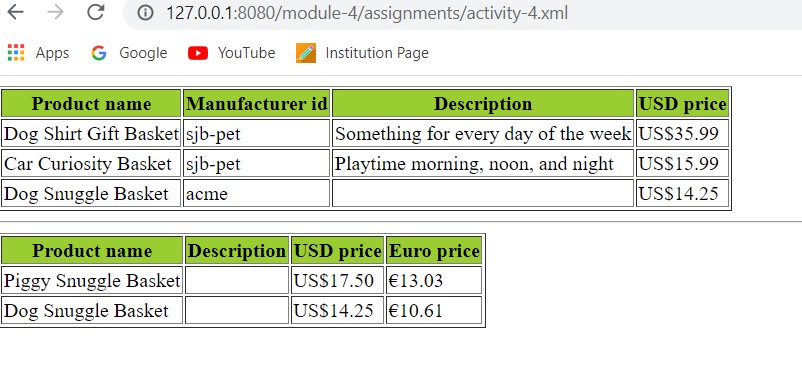 127.0.0.1:8080/module-4/assignments/activity-4.xml
Apps Google YouTube Institution Page
Product name Manufacturer id Description USD price
Dog Shirt Gift Basket sjb-pet Something for every day of the week US$35.99
Car Curiosity Basket sjb-pet Playtime morning, noon, and night US$15.99
Dog Snuggle Basket acme US$14.25
Product name Description USD price Euro price
Piggy Snuggle Basket US$17.50 €13.03
Dog Snuggle Basket US$14.25 €10.61